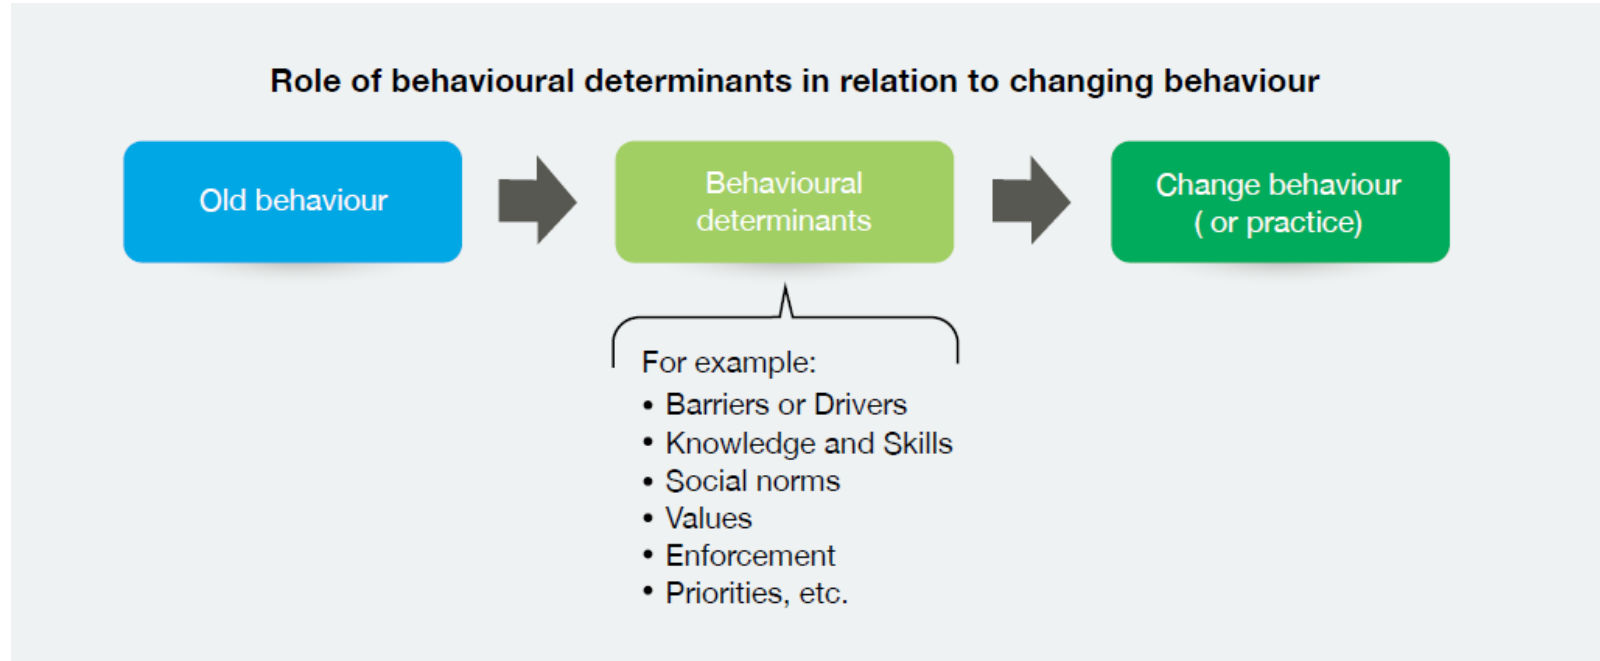 Role of behavioural determinants in relation to changing behaviour
Old behaviour
Behavioural
determinants
Change behaviour
( or practice)
For example:
• Barriers or Drivers
• Knowledge and Skills
• Social norms
• Values
• Enforcement
• Priorities, etc.